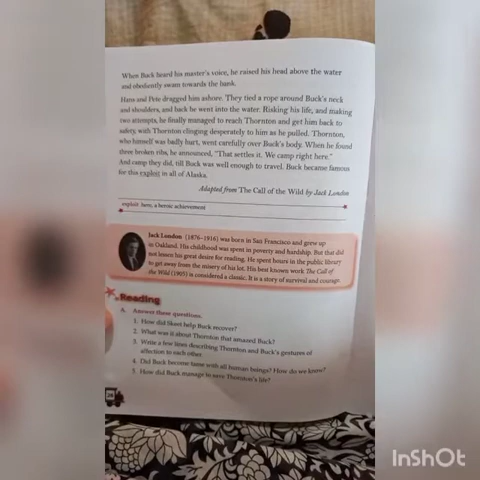 When Buck heard his master's voice, he raised his head above the water
and obediently swam towards the bank.
Hans and Pete dragged him ashore. They tied a rope around Buck's neck
and shoulders, and back he went into the water. Risking his life, and making
two attempts, he finally managed to reach Thornton and get him back to
safety, with Thornton clinging desperately to him as he pulled. Thornton,
who himself was badly hurt, went carefully over Buck's body. When he found
three broken ribs, he announced, "That settles it. We camp right here."
And camp they did, till Buck was well enough to travel. Buck became famous
for this exploit in all of Alaska.
Adapted from The Call of the Wild by Jack London
exploit here, a heroic achievement
Jack London (1876–1916) was born in San Francisco and grew up
in Oakland. His childhood was spent in poverty and hardship. But that did
not lessen his great desire for reading. He spent hours in the public library
to get away from the misery of his lot. His best known work The Call of
the Wild (1903) is considered a classic. It is a story of survival and courage.
Reading
A. Answer these questions.
1. How did Skeet help Buck recover?
2. What was it about Thornton that amazed Buck?
3. Write a few lines describing Thornton and Buck's gestures of
affection to each other.
4. Did Buck become tame with all human beings? How do we know?
5. How did Buck manage to save Thornton's life?
28
InShOt